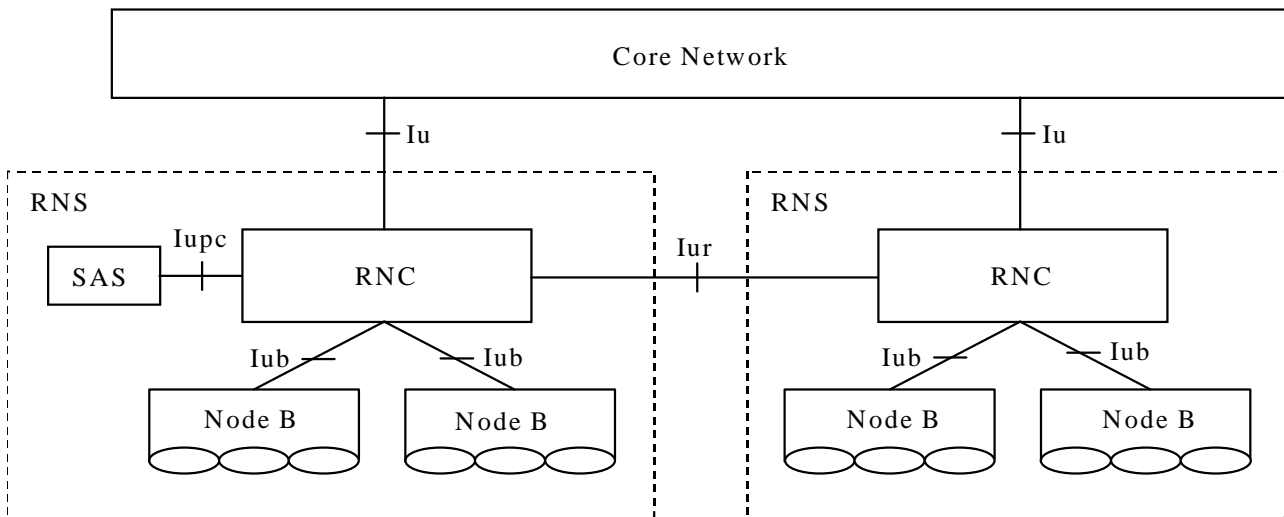 Core Network
Iu
Iu
RNS
RNS
Iupc
Iur
SAS
RNC
RNC
Iub
Iub
Iub
Iub
Node B
Node B
Node B
Node B